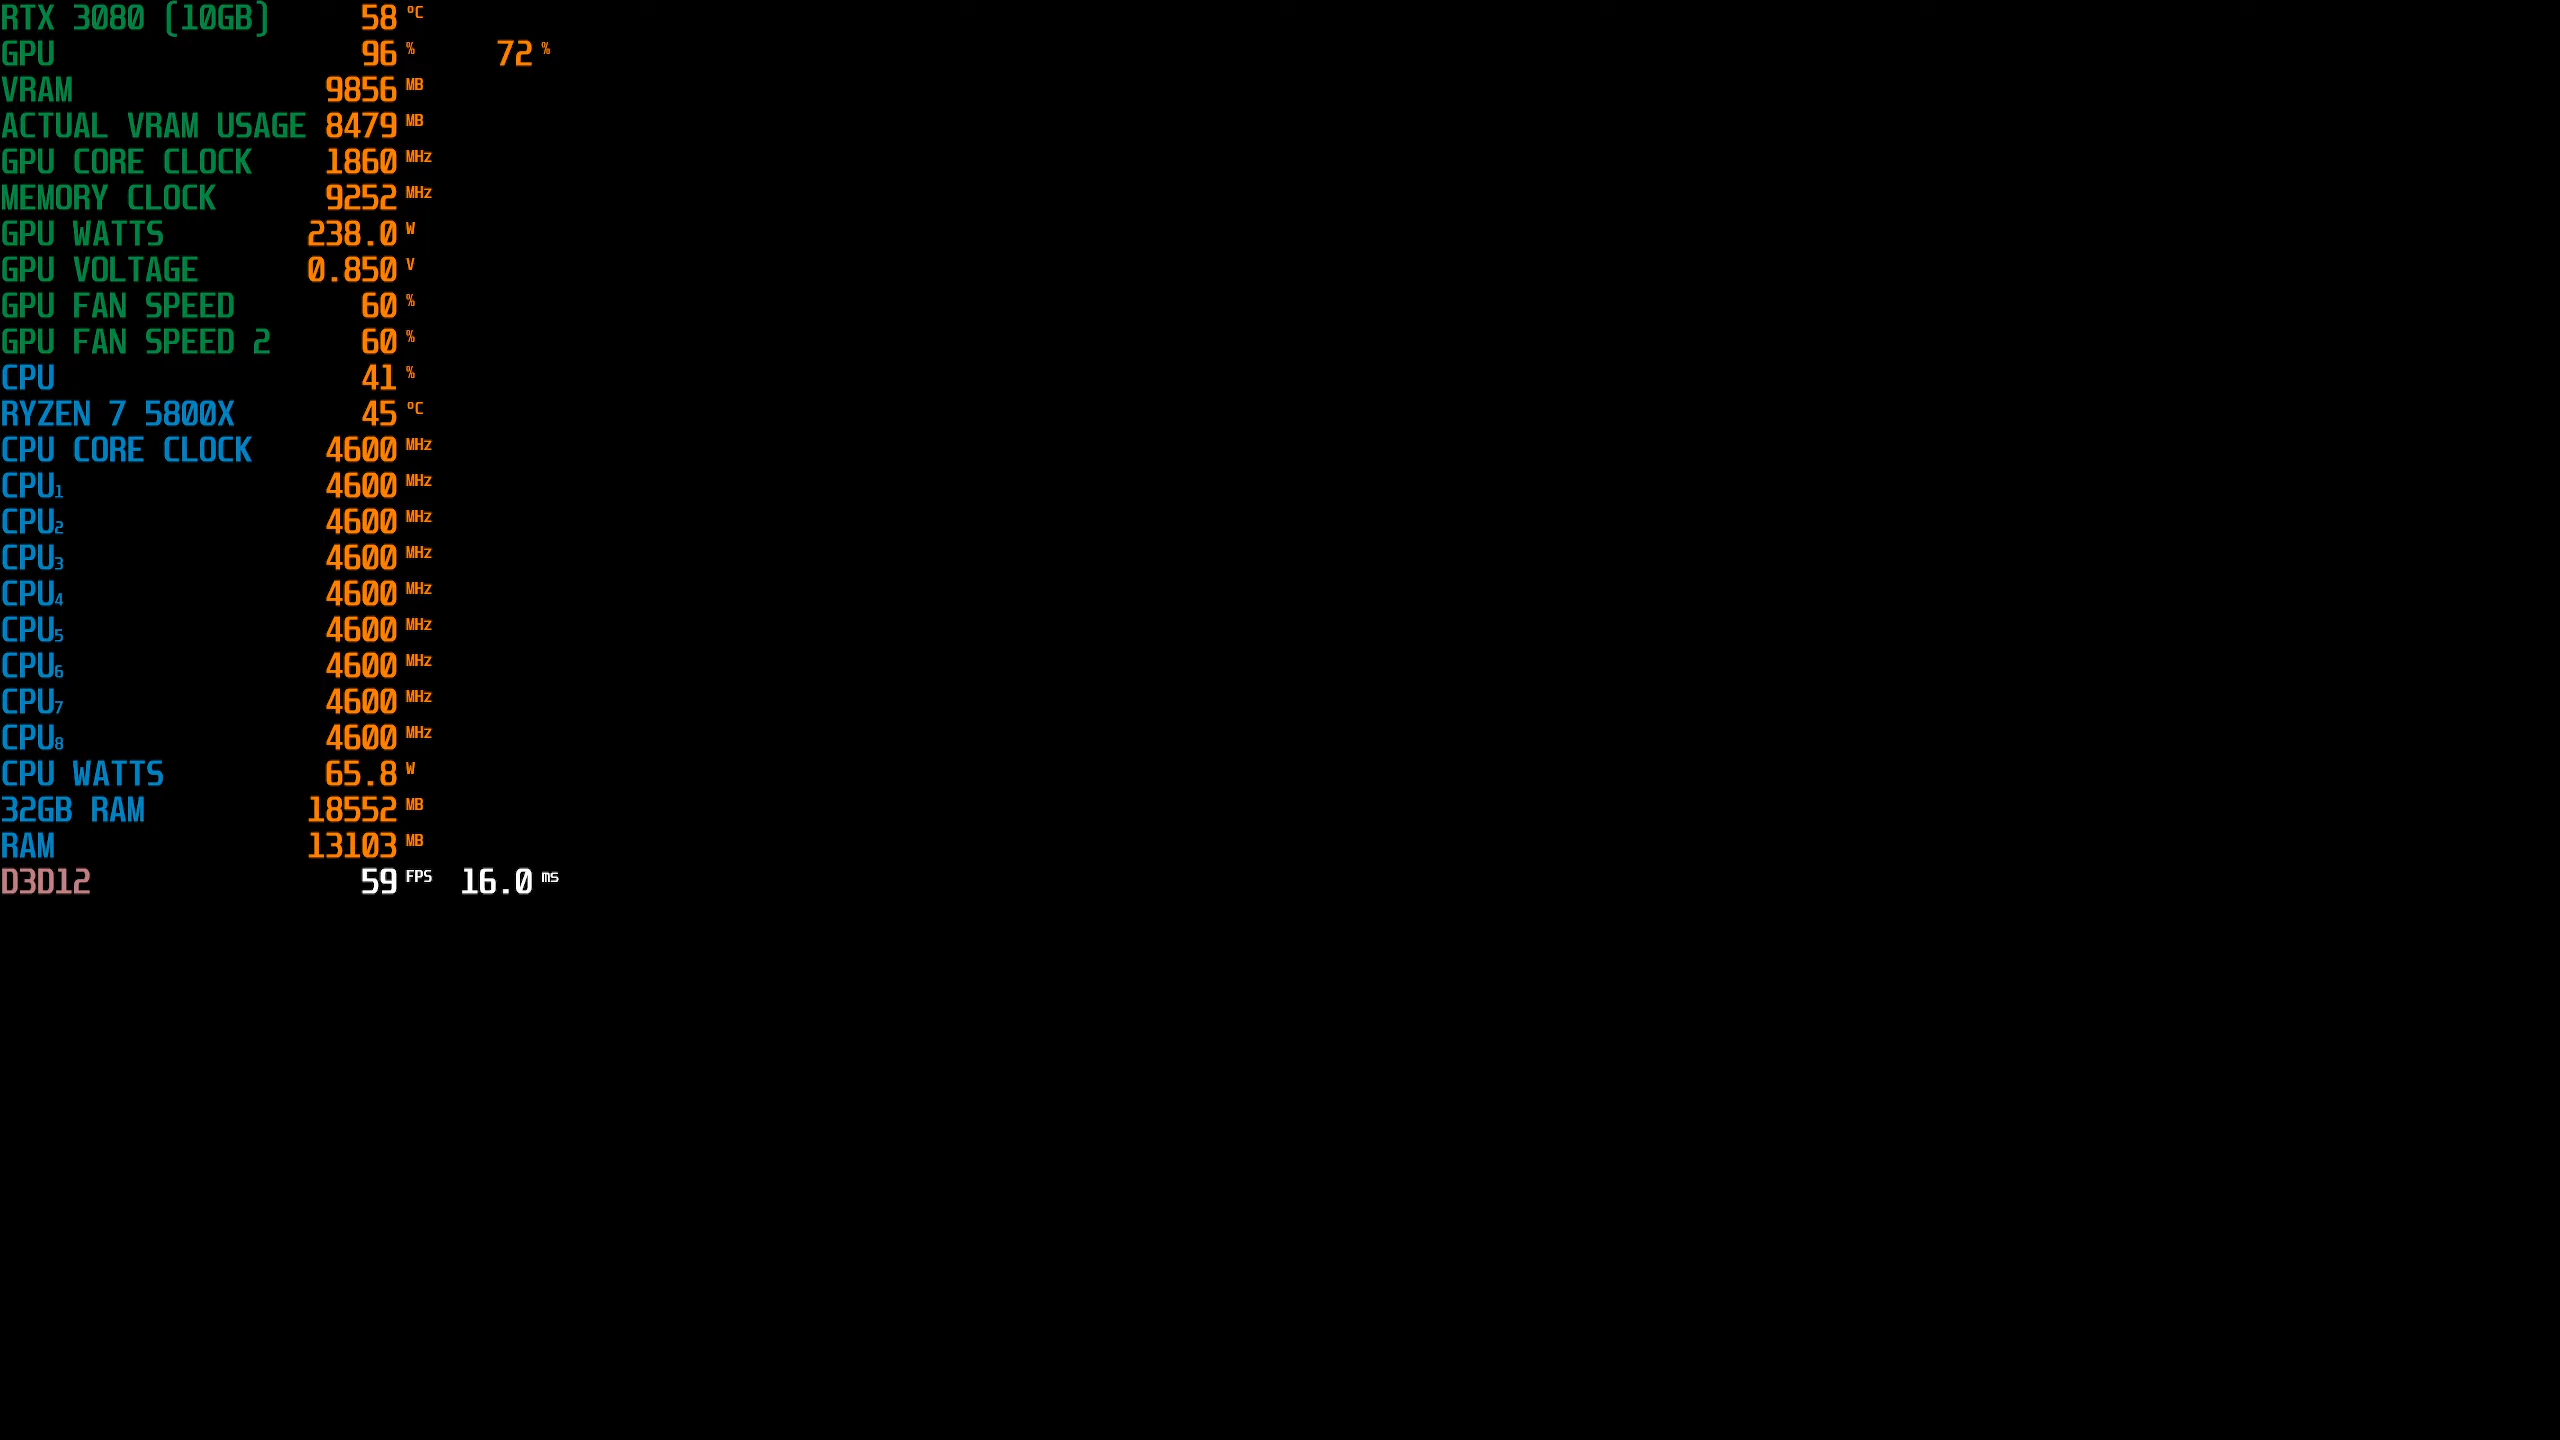 RTX 3080 (10GB) 58 °C
GPU 96 % 72 %
VRAM 9856 MB
ACTUAL VRAM USAGE 8479 MB
GPU CORE CLOCK 1860 MHz
MEMORY CLOCK 9252 MHz
GPU WATTS 238.0 W
GPU VOLTAGE 0.850 V
GPU FAN SPEED 60 %
GPU FAN SPEED 2 60 %
CPU 41 %
RYZEN 7 5800X 45 °C
CPU CORE CLOCK 4600 MHz
CPU1 4600 MHz
CPU2 4600 MHz
CPU3 4600 MHz
CPU4 4600 MHz
CPU5 4600 MHz
CPU6 4600 MHz
CPU7 4600 MHz
CPU8 4600 MHz
CPU WATTS 65.8 W
32GB RAM 18552 MB
RAM 13103 MB
D3D12 59 FPS 16.0 ms